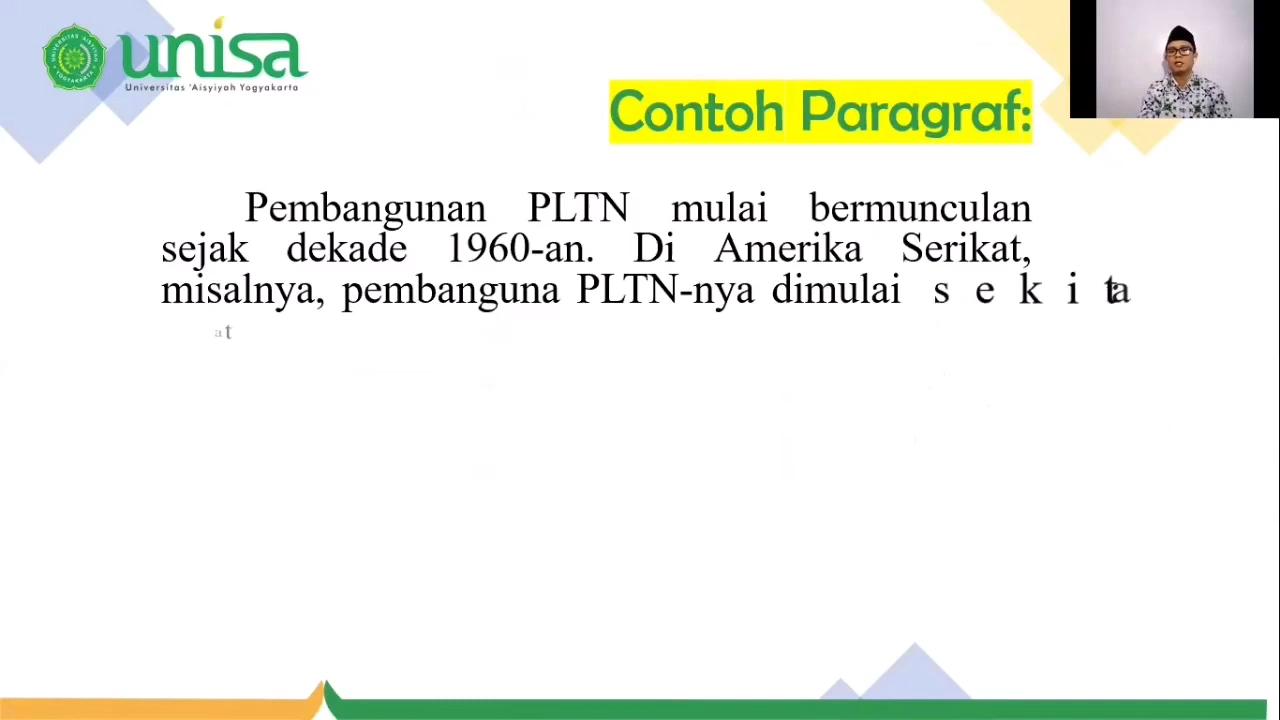 unisa
Universitas 'Aisyiyah Yogyakarta
Contoh Paragraf:
Pembangunan PLTN mulai bermunculan
sejak dekade 1960-an. Di Amerika Serikat,
misalnya, pembanguna PLTN-nya dimulai